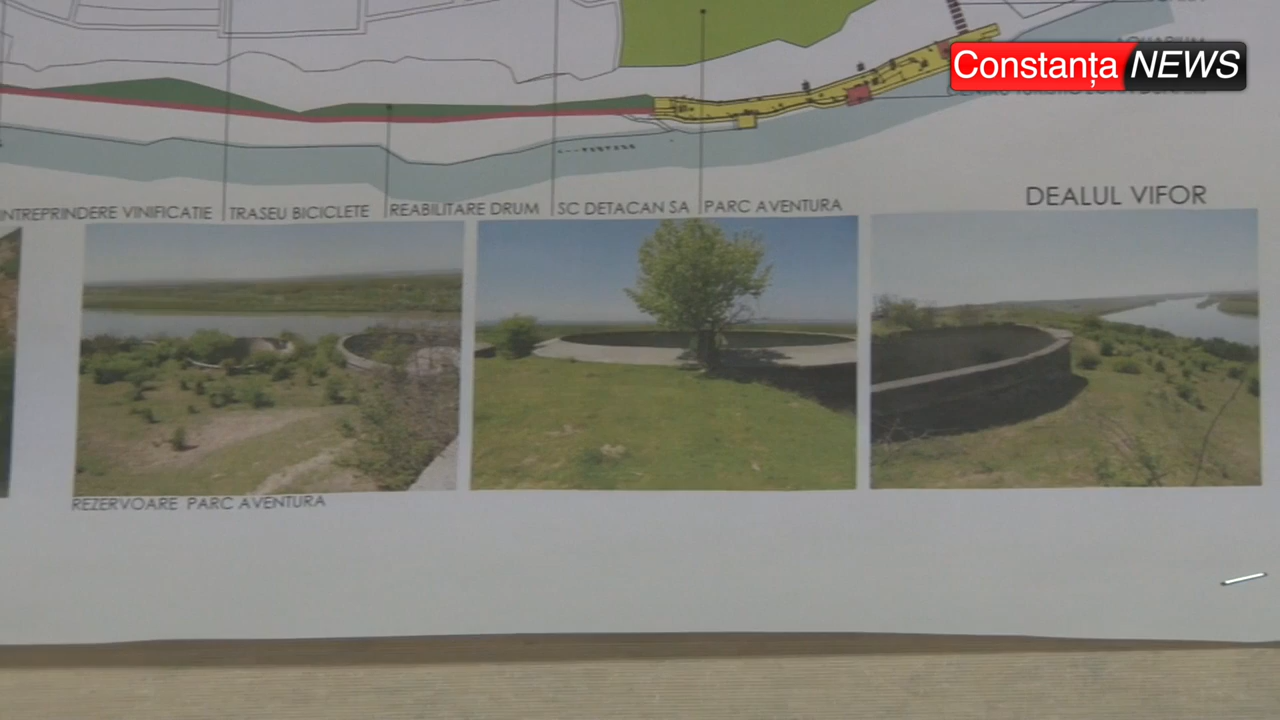 Constanța NEWS
INTREPRINDERE VINIFICATIE TRASEU BICICLETE REABILITARE DRUM SC DETACAN SA PARC AVENTURA
DEALUL VIFOR
REZERVOARE PARC AVENTURA